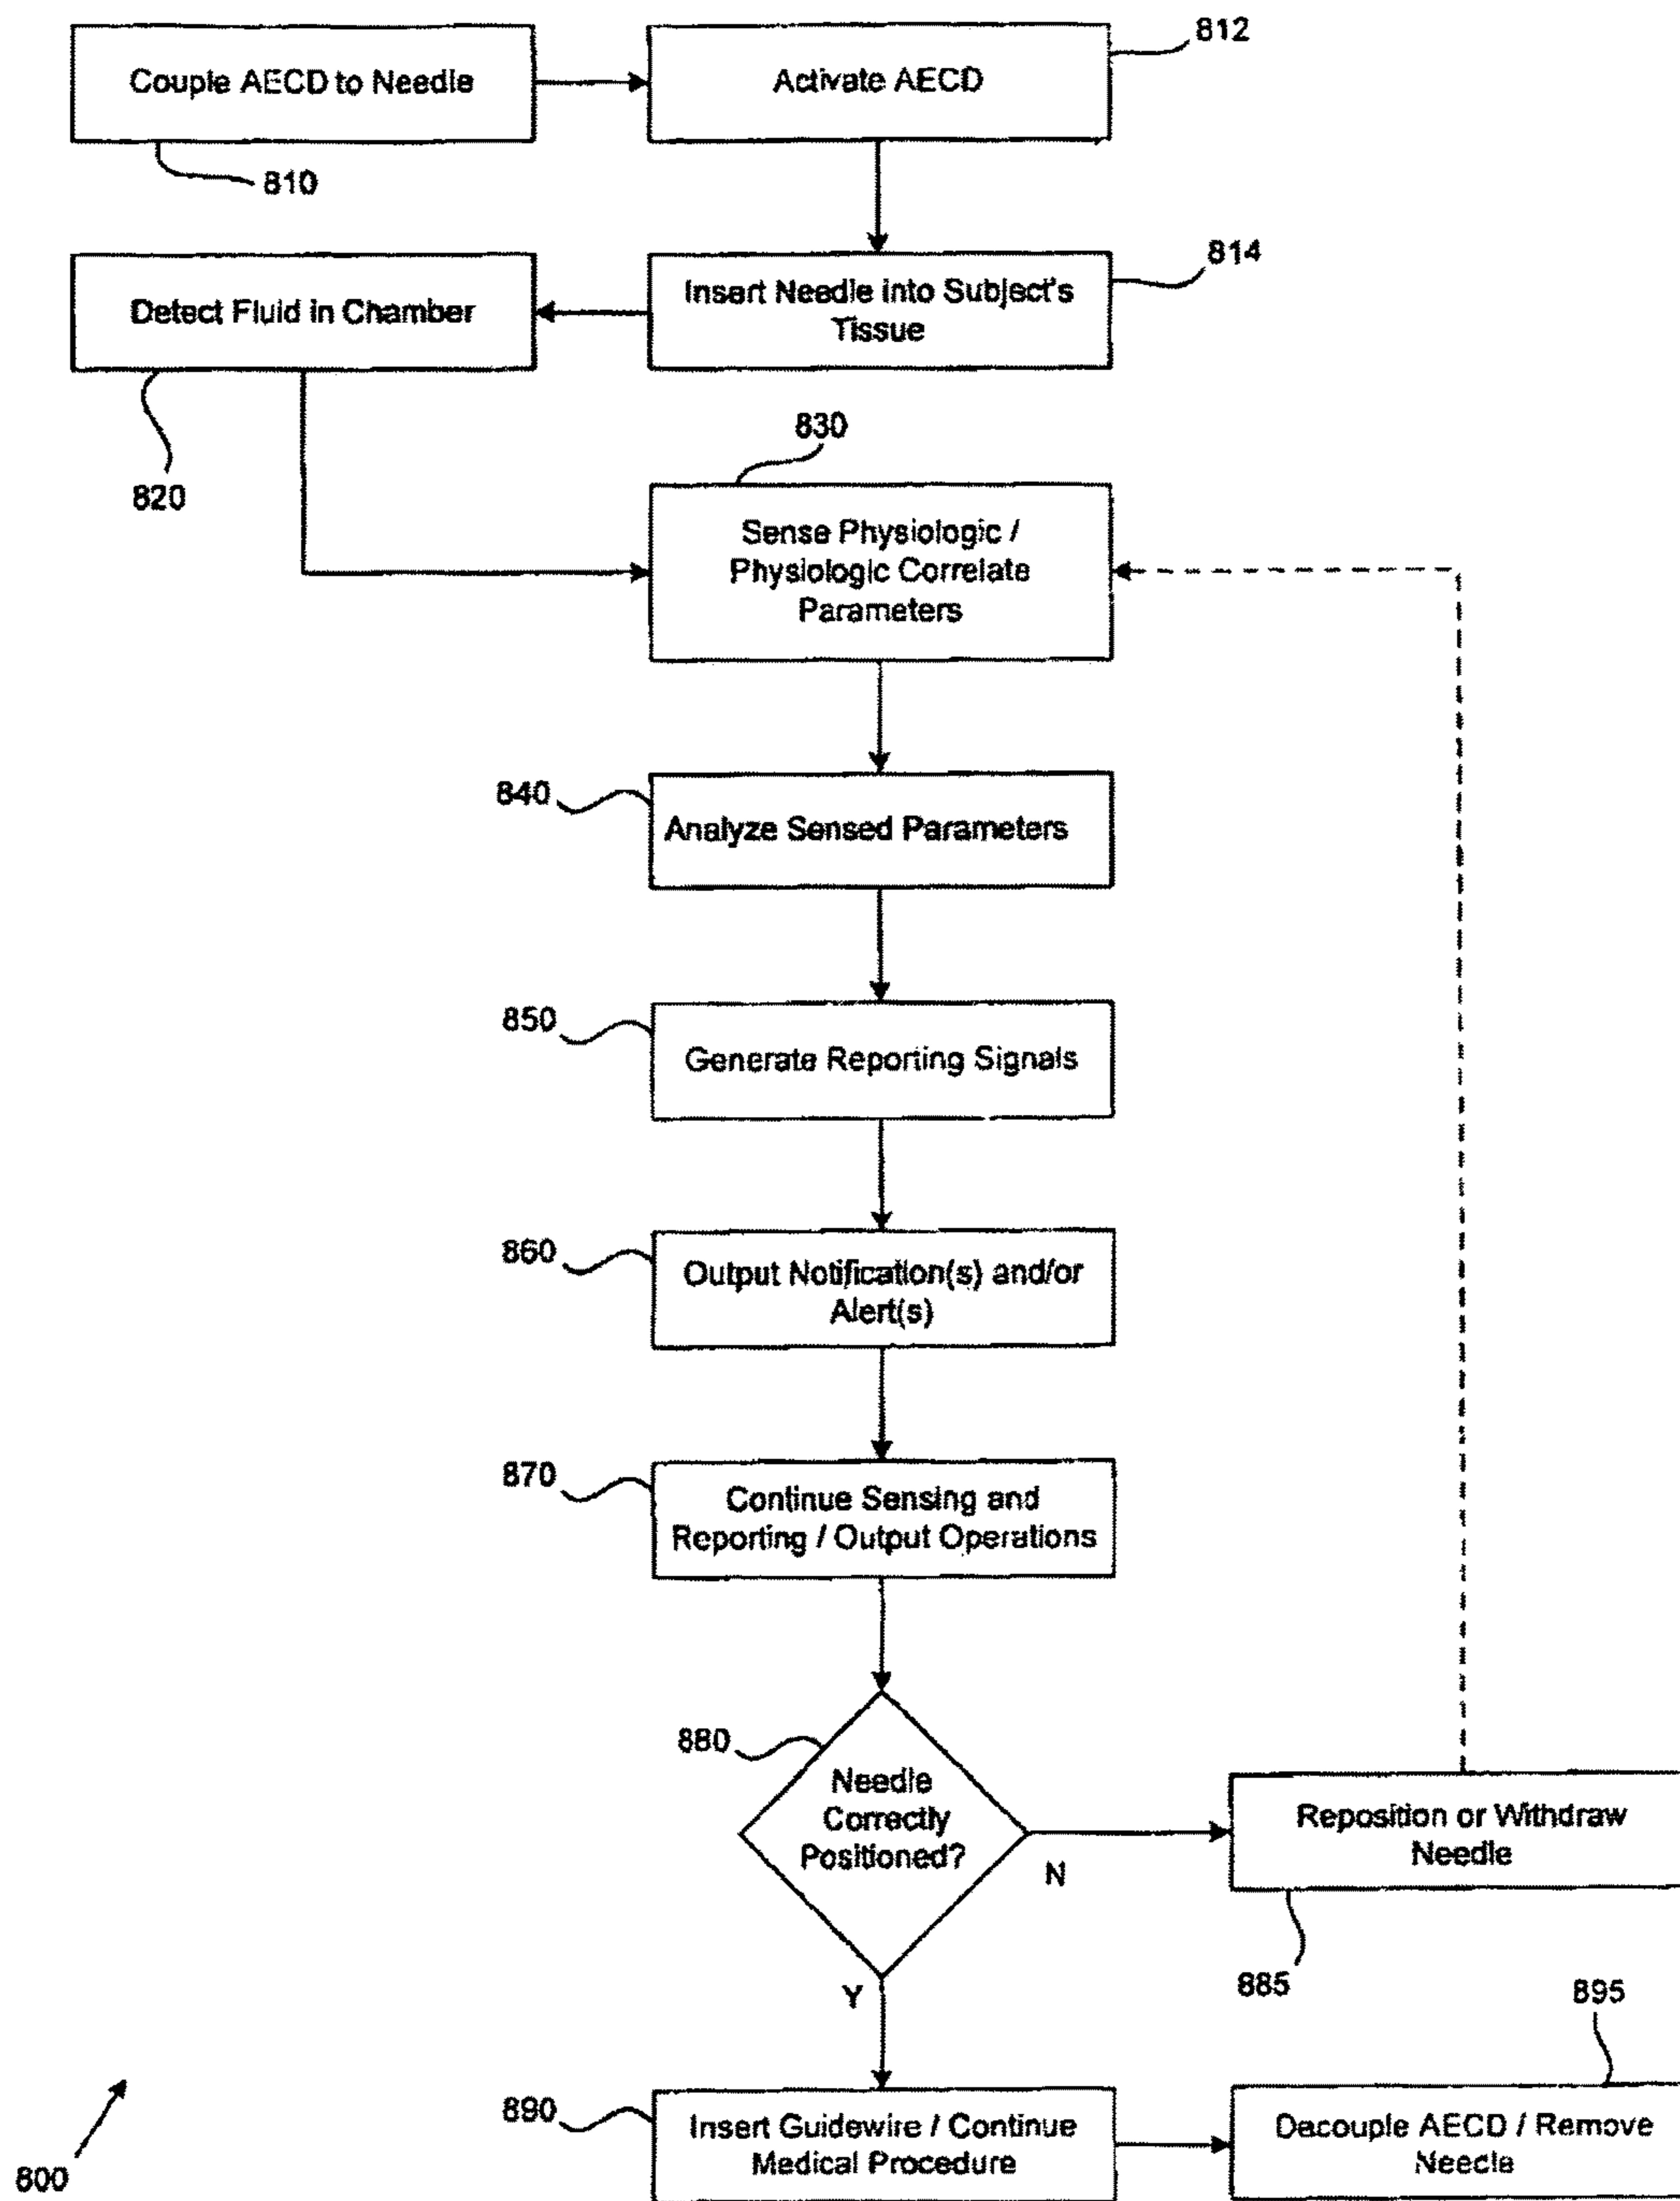 Couple AECD to Needle
810
Activate AECD
812
Insert Needle into Subject's
Tissue
814
Detect Fluid in Chamber
820
830
Sense Physiologic /
Physiologic Correlate
Parameters
840
Analyze Sensed Parameters
850
Generate Reporting Signals
860
Output Notification(s) and/or
Alert(s)
870
Continue Sensing and
Reporting / Output Operations
880
Needle
Correctly
Positioned?
N
Reposition or Withdraw
Needle
885
Y
890
Insert Guidewire / Continue
Medical Procedure
895
Decouple AECD / Remove
Needle
800